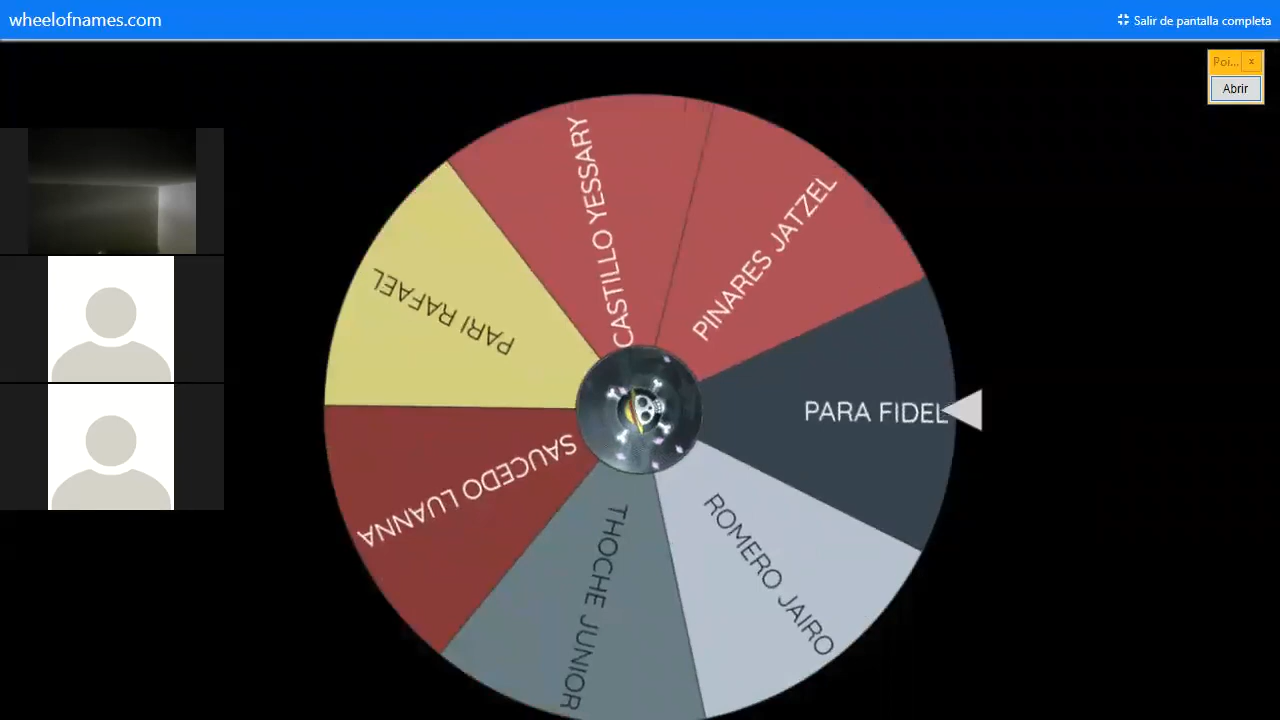 wheelofnames.com
Salir de pantalla completa
Poi... x
Abrir
CASTILLO YESSARY
PINARES JATZEL
PARI RAFAEL
PARA FIDEL
SAUCEDO LUANNA
ROMERO JAIRO
THOCHE JUNIOR